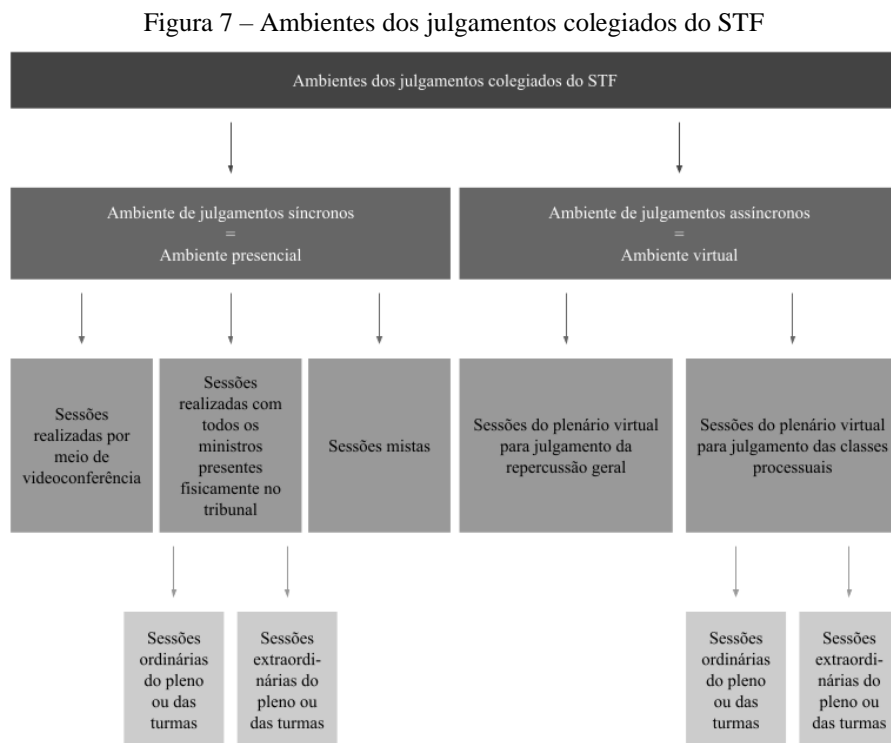 Figura 7 – Ambientes dos julgamentos colegiados do STF
Ambientes dos julgamentos colegiados do STF
Ambiente de julgamentos síncronos
=
Ambiente presencial
Ambiente de julgamentos assíncronos
=
Ambiente virtual
Sessões
realizadas por
meio de
videoconferência
Sessões
realizadas com
todos os
ministros
presentes
fisicamente no
tribunal
Sessões mistas
Sessões do plenário virtual
para julgamento da
repercussão geral
Sessões do plenário virtual
para julgamento das classes
processuais
Sessões
ordinárias
do pleno
ou das
turmas
Sessões
extraordi-
nárias do
pleno ou
das turmas
Sessões
ordinárias
do pleno
ou das
turmas
Sessões
extraordi-
nárias do
pleno ou
das turmas